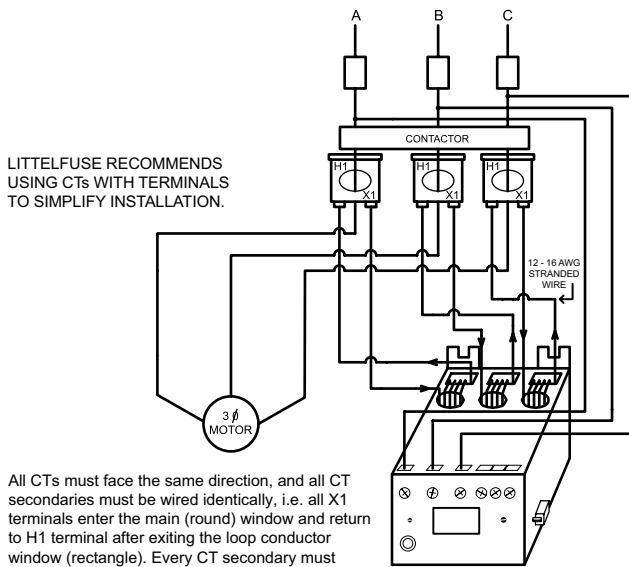 A B C
CONTACTOR
H1 H1 H1
X1 X1 X1
LITTELFUSE RECOMMENDS
USING CTs WITH TERMINALS
TO SIMPLIFY INSTALLATION.
12 - 16 AWG
STRANDED
WIRE
3 ϕ
MOTOR
All CTs must face the same direction, and all CT
secondaries must be wired identically, i.e. all X1
terminals enter the main (round) window and return
to H1 terminal after exiting the loop conductor
window (rectangle). Every CT secondary must